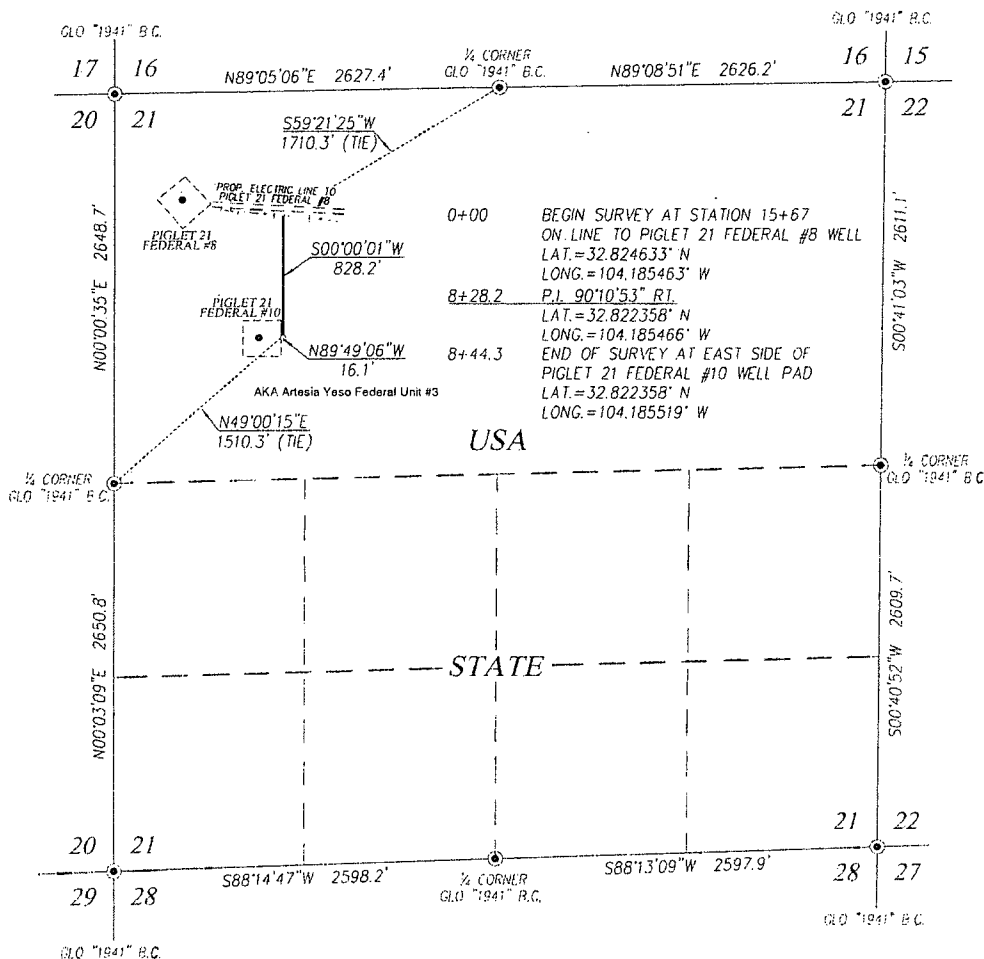 GLO "1941" B.C.
GLO "1941" B.C.
17 16
N89°05'06"E 2627.4'
¼ CORNER
GLO "1941" B.C.
N89°08'51"E 2626.2'
16 15
20 21
21 22
S59°21'25"W
1710.3' (TIE)
PROP. ELECTRIC LINE TO
PIGLET 21 FEDERAL #8
PIGLET 21
FEDERAL #8
N00°00'35"E 2648.7'
S00°00'01"W
828.2'
PIGLET 21
FEDERAL #10
N89°49'06"W
16.1'
AKA Artesia Yeso Federal Unit #3
N49°00'15"E
1510.3' (TIE)
0+00 BEGIN SURVEY AT STATION 15+67
ON LINE TO PIGLET 21 FEDERAL #8 WELL
LAT.=32.824633° N
LONG.=104.185463° W
8+28.2 P.I. 90°10'53" RT.
LAT.=32.822358° N
LONG.=104.185466° W
8+44.3 END OF SURVEY AT EAST SIDE OF
PIGLET 21 FEDERAL #10 WELL PAD
LAT.=32.822358° N
LONG.=104.185519° W
S00°41'03"W 2611.1'
USA
¼ CORNER
GLO "1941" B.C.
¼ CORNER
GLO "1941" B.C
N00°03'09"E 2650.8'
STATE
S00°40'52"W 2609.7'
20 21
21 22
S88°14'47"W 2598.2'
¼ CORNER
GLO "1941" B.C.
S88°13'09"W 2597.9'
29 28
28 27
GLO "1941" B.C.
GLO "1941" B.C.